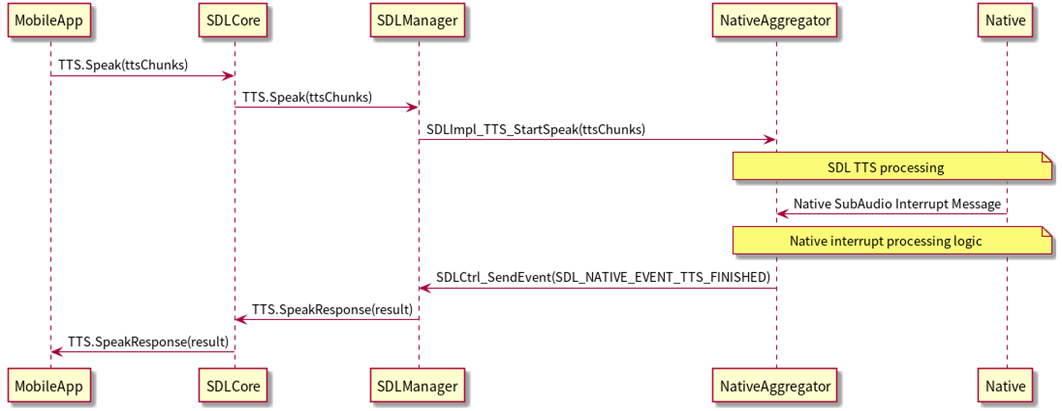 MobileApp SDLCore SDLManager NativeAggregator Native
TTS.Speak(ttsChunks)
TTS.Speak(ttsChunks)
SDLImpl_TTS_StartSpeak(ttsChunks)
SDL TTS processing
Native SubAudio Interrupt Message
Native interrupt processing logic
SDLCtrl_SendEvent(SDL_NATIVE_EVENT_TTS_FINISHED)
TTS.SpeakResponse(result)
TTS.SpeakResponse(result)
MobileApp SDLCore SDLManager NativeAggregator Native